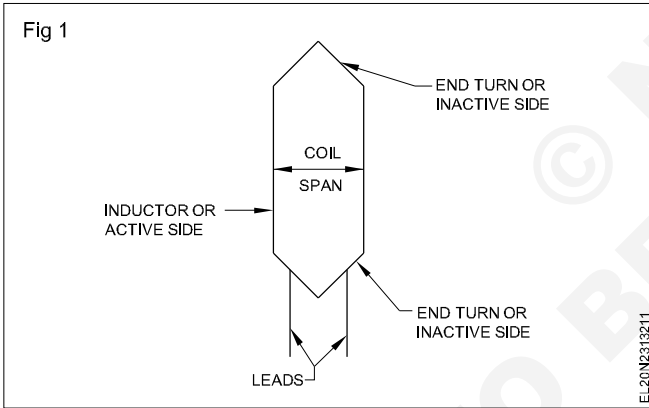 Fig 1
END TURN OR
INACTIVE SIDE
COIL
SPAN
INDUCTOR OR
ACTIVE SIDE
END TURN OR
INACTIVE SIDE
LEADS
EL20N2313211